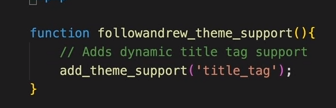 function followandrew_theme_support(){
// Adds dynamic title tag support
add_theme_support('title_tag');
}